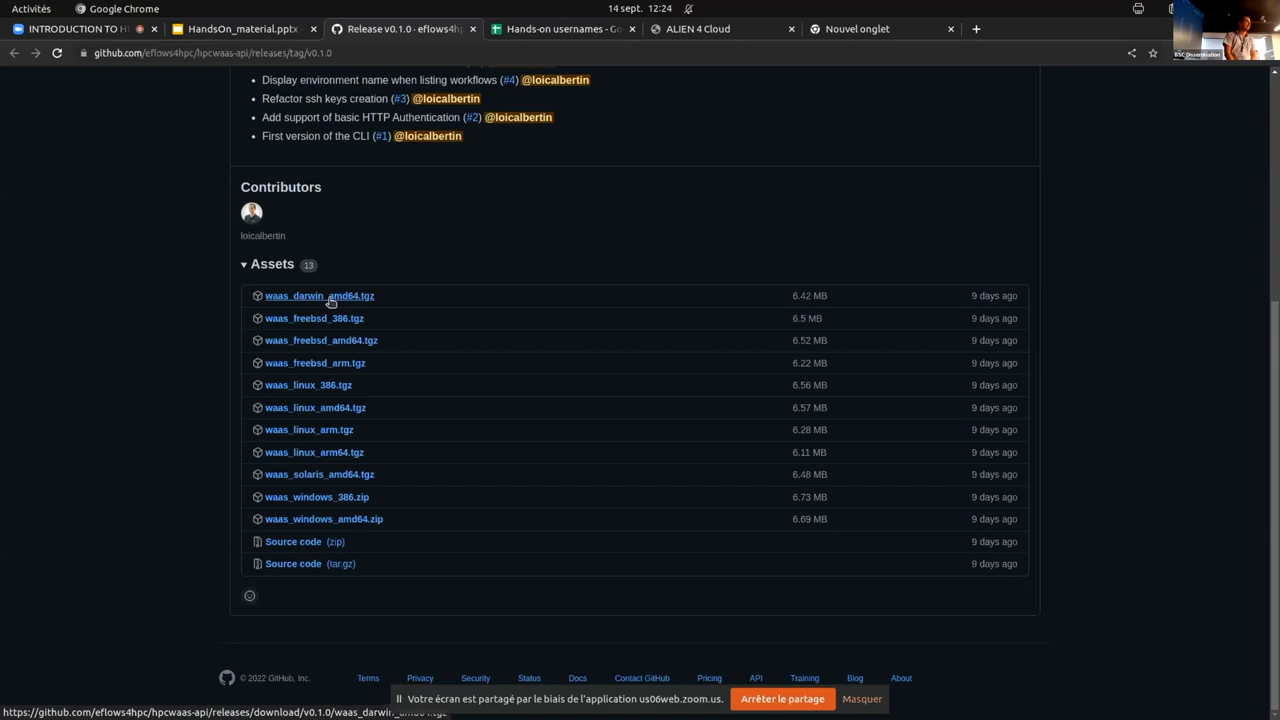 Activités
Google Chrome
14 sept. 12:24
INTRODUCTION TO H
HandsOn_material.pptx -
Release v0.1.0 · eflows4hp
Hands-on usernames - Go
ALIEN 4 Cloud
Nouvel onglet
github.com/eflows4hpc/hpcwaas-api/releases/tag/v0.1.0
BSC Dissemination
Display environment name when listing workflows (#4) @loicalbertin
Refactor ssh keys creation (#3) @loicalbertin
Add support of basic HTTP Authentication (#2) @loicalbertin
First version of the CLI (#1) @loicalbertin
Contributors
loicalbertin
Assets 13
waas_darwin_amd64.tgz 6.42 MB 9 days ago
waas_freebsd_386.tgz 6.5 MB 9 days ago
waas_freebsd_amd64.tgz 6.52 MB 9 days ago
waas_freebsd_arm.tgz 6.22 MB 9 days ago
waas_linux_386.tgz 6.56 MB 9 days ago
waas_linux_amd64.tgz 6.57 MB 9 days ago
waas_linux_arm.tgz 6.28 MB 9 days ago
waas_linux_arm64.tgz 6.11 MB 9 days ago
waas_solaris_amd64.tgz 6.48 MB 9 days ago
waas_windows_386.zip 6.73 MB 9 days ago
waas_windows_amd64.zip 6.69 MB 9 days ago
Source code (zip) 9 days ago
Source code (tar.gz) 9 days ago
© 2022 GitHub, Inc. Terms Privacy Security Status Docs Contact GitHub Pricing API Training Blog About
Votre écran est partagé par le biais de l'application us06web.zoom.us. Arrêter le partage Masquer
https://github.com/eflows4hpc/hpcwaas-api/releases/download/v0.1.0/waas_darwin_amd64.tgz